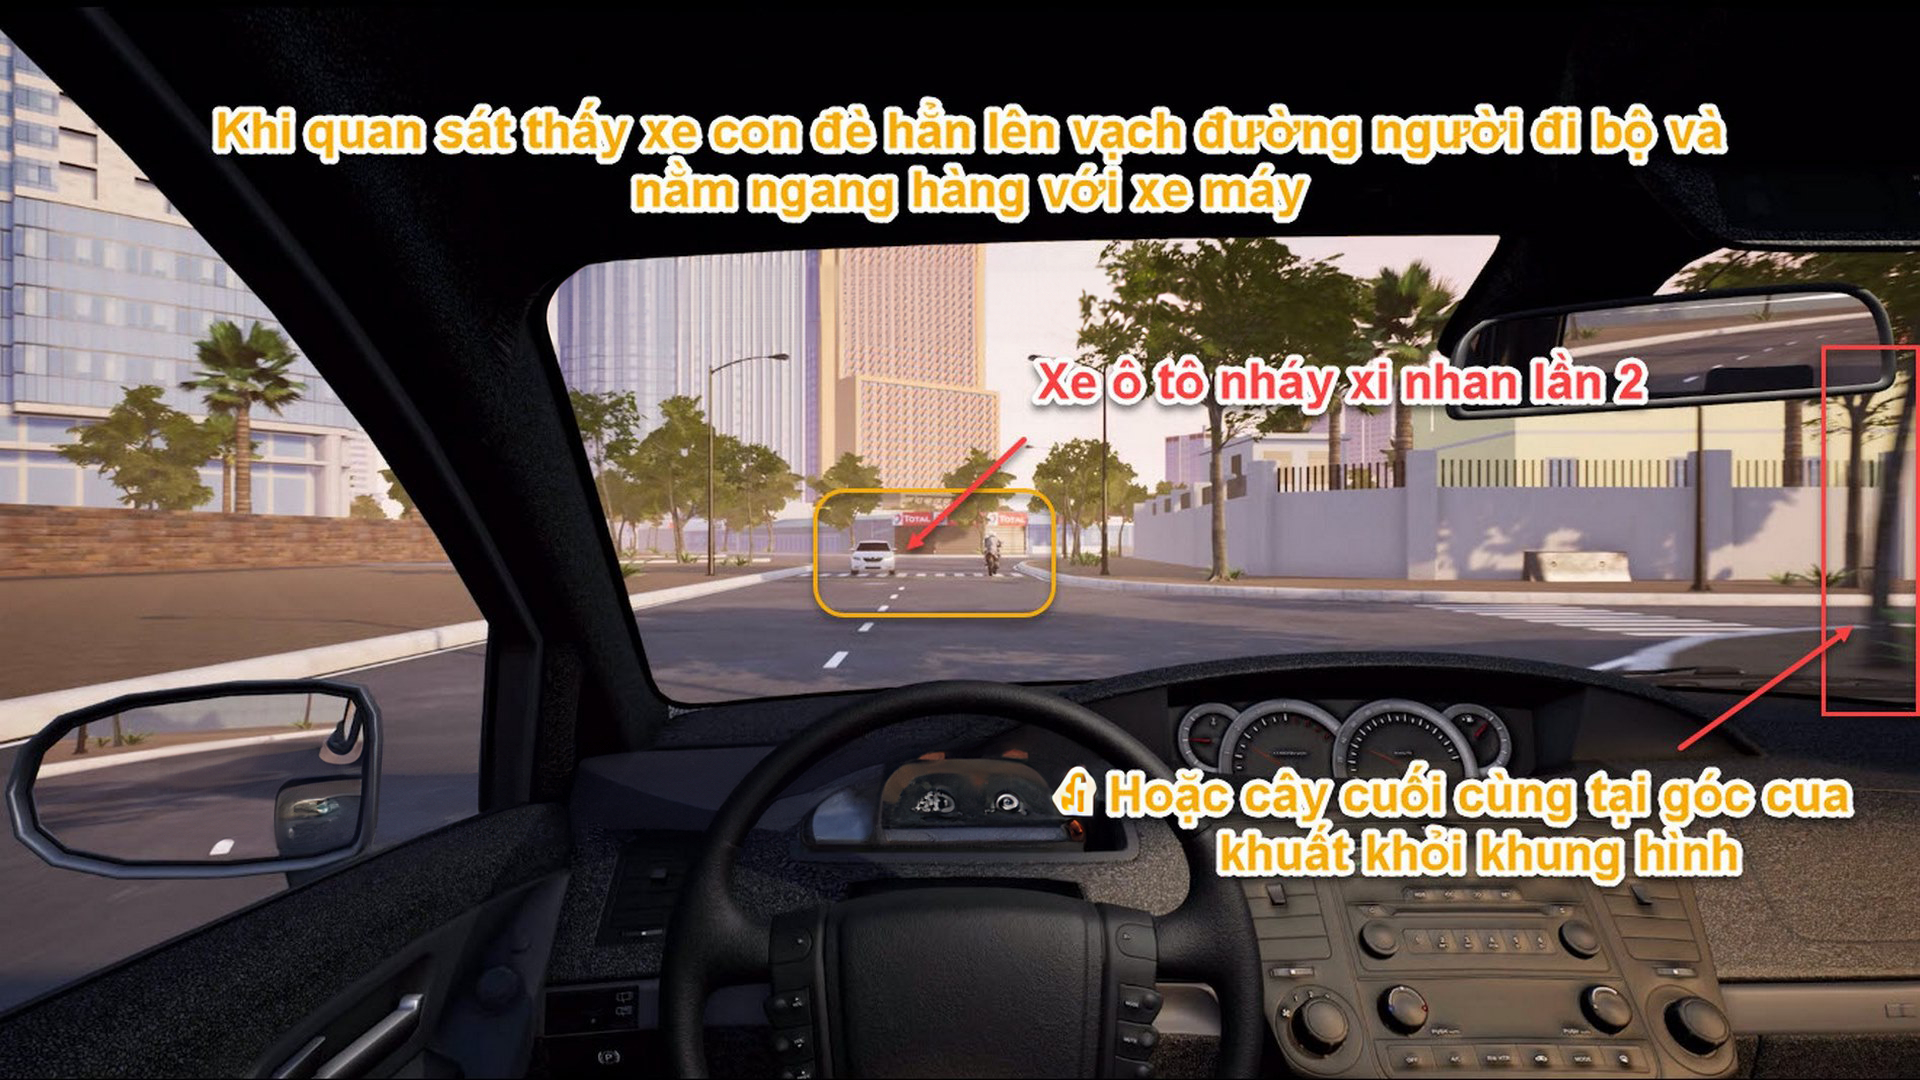 Khi quan sát thấy xe con đè hẳn lên vạch đường người đi bộ và
nằm ngang hàng với xe máy
Xe ô tô nháy xi nhan lần 2
TOTAL
TOTAL
Hoặc cây cuối cùng tại góc cua
khuất khỏi khung hình